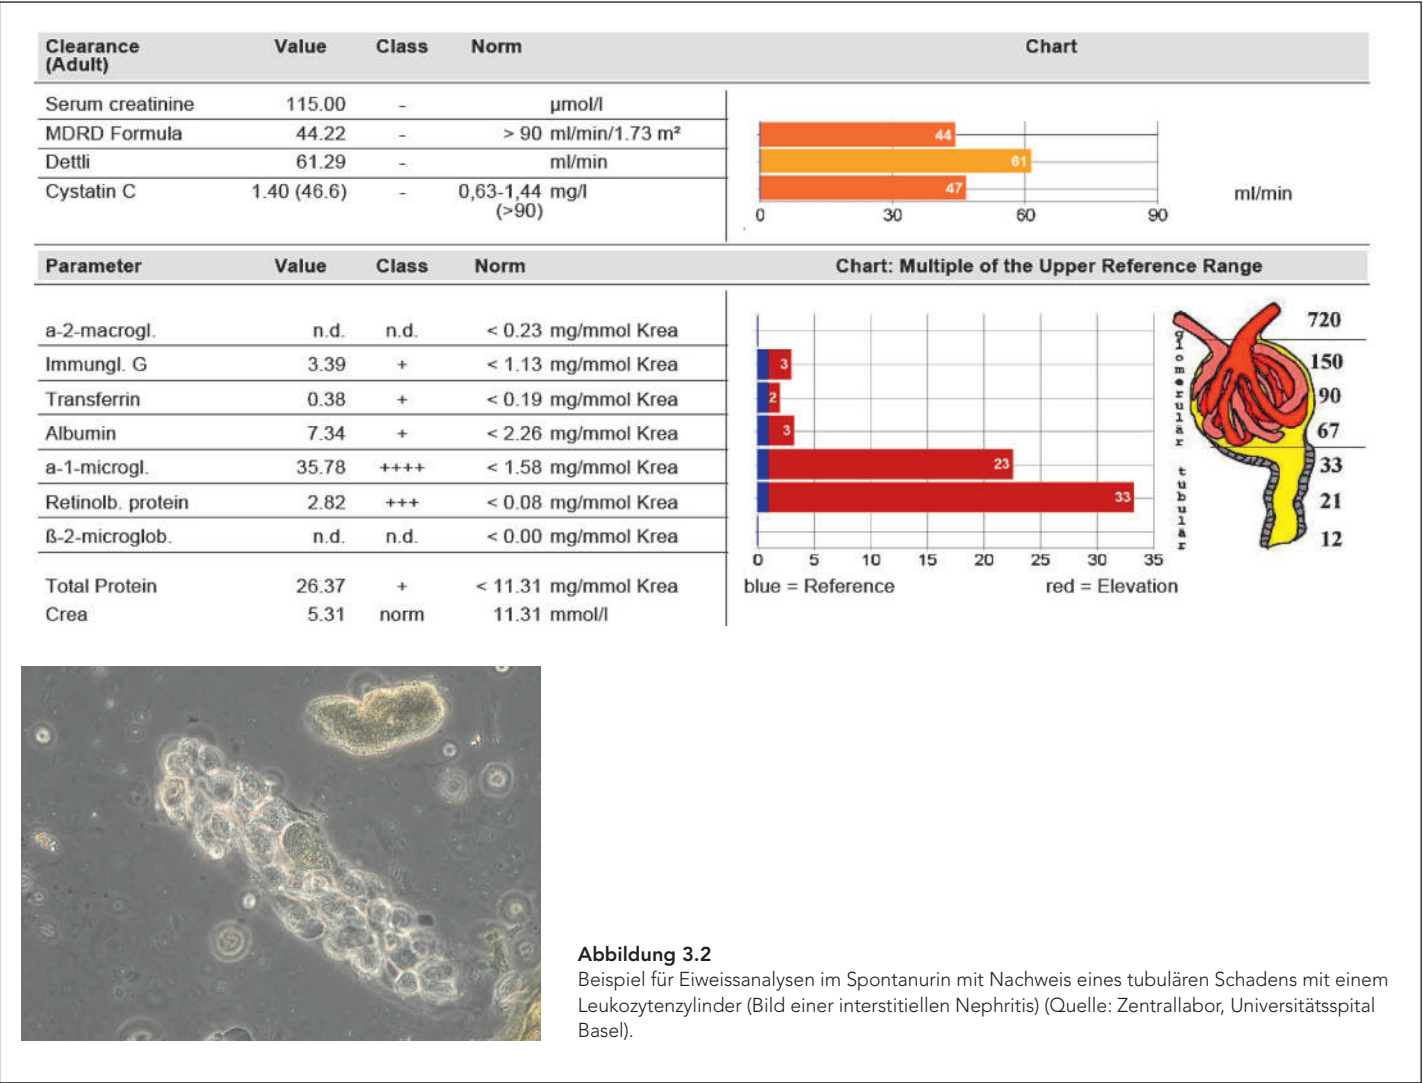 Clearance (Adult) Value Class Norm Chart
Serum creatinine 115.00 - µmol/l
MDRD Formula 44.22 - > 90 ml/min/1.73 m²
Dettli 61.29 - ml/min
Cystatin C 1.40 (46.6) - 0,63-1,44 mg/l
(>90)
44
61
47
0 30 60 90
ml/min
Parameter Value Class Norm Chart: Multiple of the Upper Reference Range
a-2-macrogl. n.d. n.d. < 0.23 mg/mmol Krea
Immungl. G 3.39 + < 1.13 mg/mmol Krea
Transferrin 0.38 + < 0.19 mg/mmol Krea
Albumin 7.34 + < 2.26 mg/mmol Krea
a-1-microgl. 35.78 ++++ < 1.58 mg/mmol Krea
Retinolb. protein 2.82 +++ < 0.08 mg/mmol Krea
ß-2-microglob. n.d. n.d. < 0.00 mg/mmol Krea
Total Protein 26.37 + < 11.31 mg/mmol Krea
Crea 5.31 norm 11.31 mmol/l
3
2
3
23
33
0 5 10 15 20 25 30 35
blue = Reference red = Elevation
glomerulär
tubulär
720
150
90
67
33
21
12
Abbildung 3.2
Beispiel für Eiweissanalysen im Spontanurin mit Nachweis eines tubulären Schadens mit einem
Leukozytenzylinder (Bild einer interstitiellen Nephritis) (Quelle: Zentrallabor, Universitätsspital
Basel).